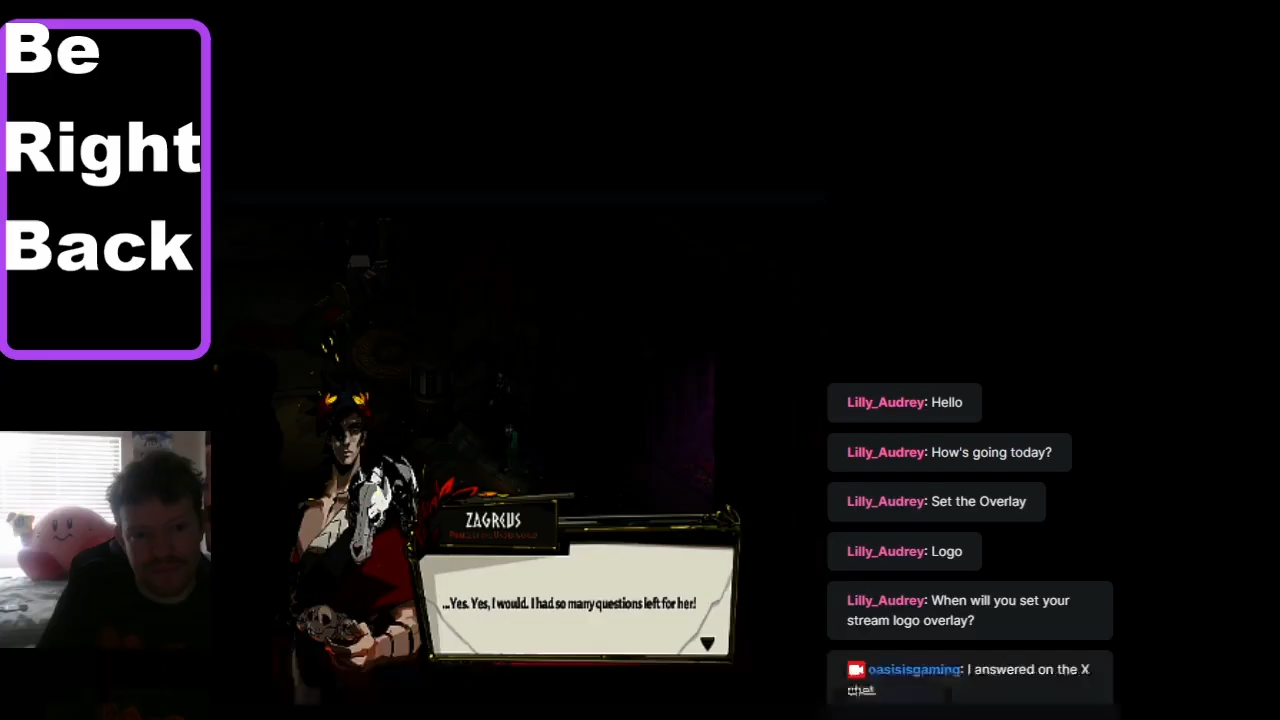 Be
Right
Back
ZAGREUS
...Yes. Yes, I would. I had so many questions left for her!
Lilly_Audrey: Hello
Lilly_Audrey: How's going today?
Lilly_Audrey: Set the Overlay
Lilly_Audrey: Logo
Lilly_Audrey: When will you set your
stream logo overlay?
oasisisgaming: I answered on the X
chat